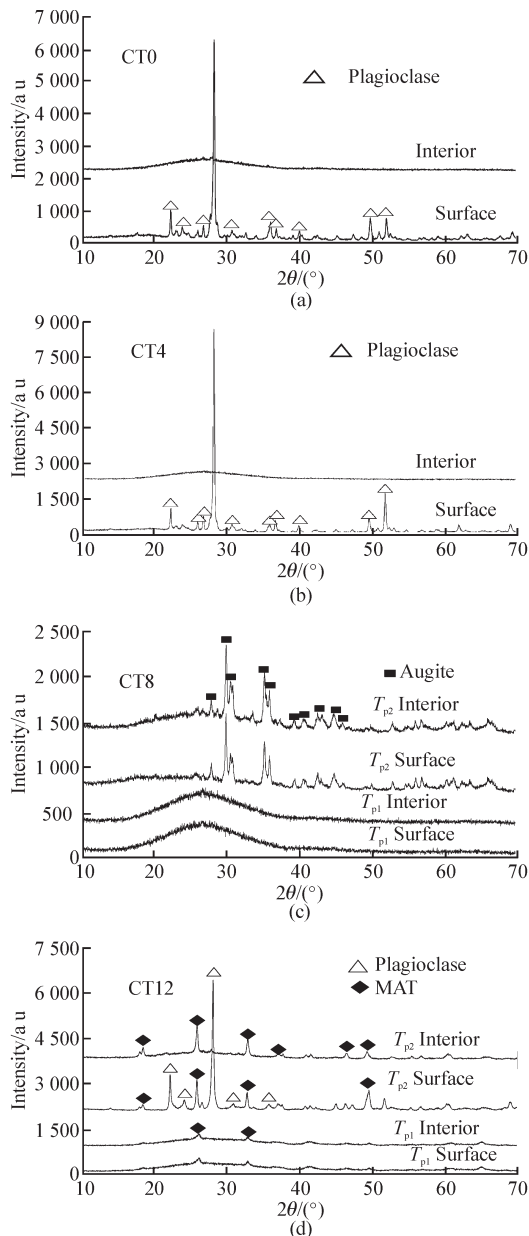 7 000
6 000
5 000
4 000
3 000
2 000
1 000
0
Intensity/a u
CT0
△ Plagioclase
Interior
Surface
10 20 30 40 50 60 70
2θ/(°)
(a)
9 000
7 500
6 000
4 500
3 000
1 500
0
Intensity/a u
CT4
△ Plagioclase
Interior
Surface
10 20 30 40 50 60 70
2θ/(°)
(b)
2 500
2 000
1 500
1 000
500
0
Intensity/a u
CT8
■ Augite
Tp2 Interior
Tp2 Surface
Tp1 Interior
Tp1 Surface
10 20 30 40 50 60 70
2θ/(°)
(c)
7 500
6 000
4 500
3 000
1 500
0
Intensity/a u
CT12
△ Plagioclase
◆ MAT
Tp2 Interior
Tp2 Surface
Tp1 Interior
Tp1 Surface
10 20 30 40 50 60 70
2θ/(°)
(d)